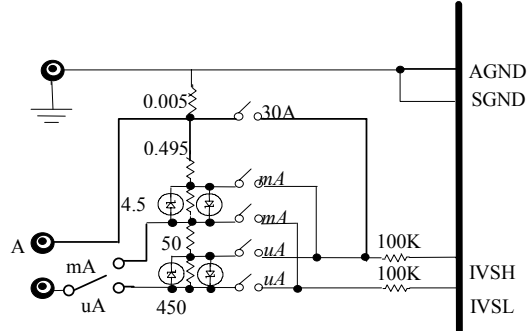 AGND
SGND
0.005
30A
0.495
mA
4.5
mA
A
50
uA
100K
mA
IVSH
100K
uA
uA
450
IVSL